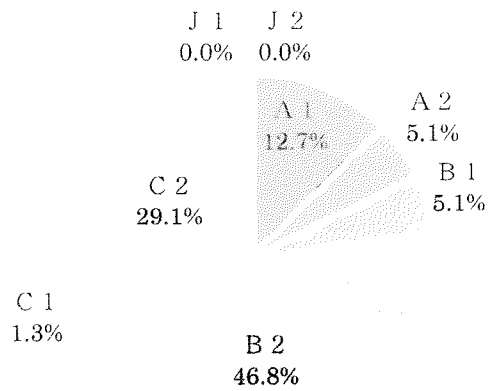 J 1
0.0%
J 2
0.0%
A 1
12.7%
A 2
5.1%
B 1
5.1%
C 2
29.1%
C 1
1.3%
B 2
46.8%